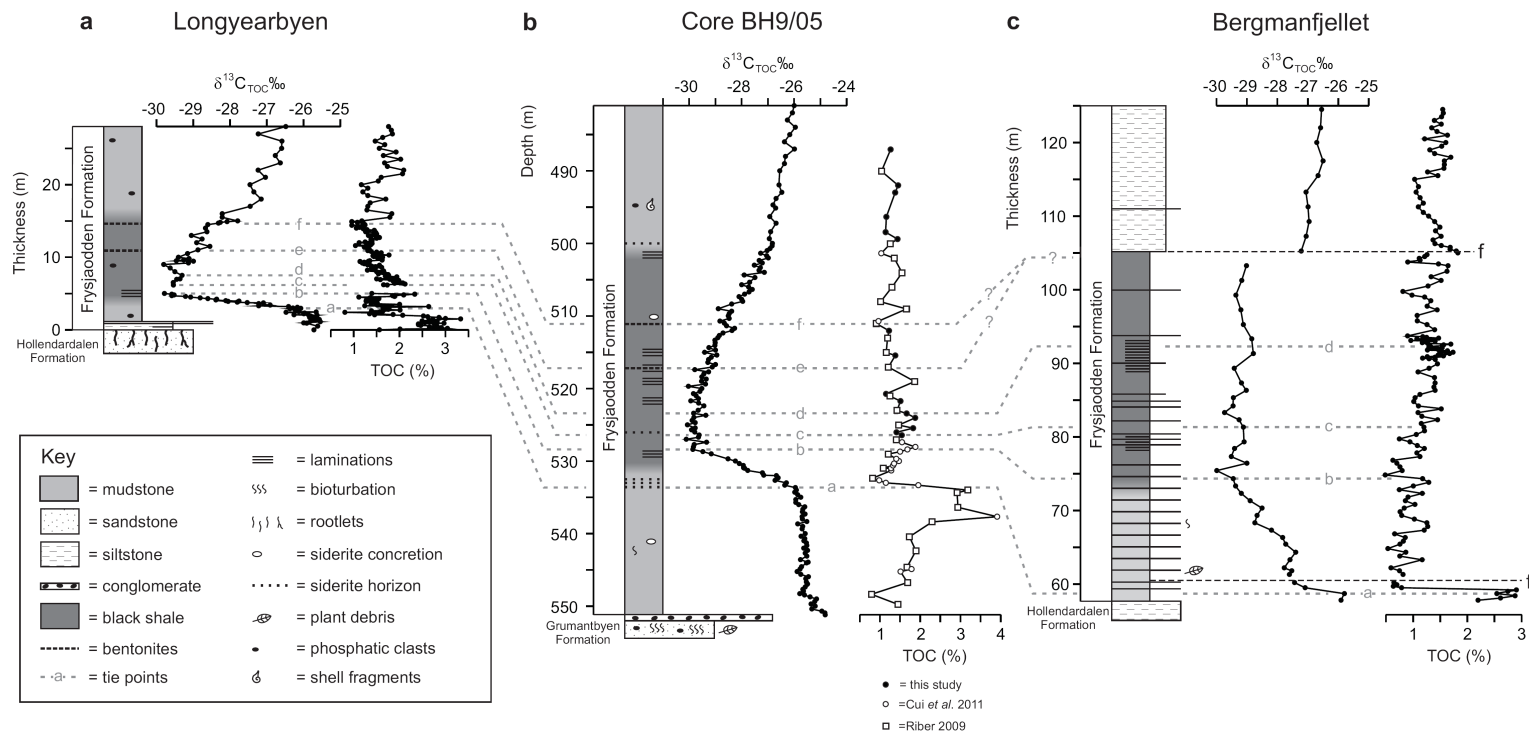 a Longyearbyen
δ13CTOC‰
-30 -29 -28 -27 -26 -25
Thickness (m)
Frysjaodden Formation
20
10
0
Hollendardalen
Formation
f
e
d
c
b
a
1 2 3
TOC (%)
b Core BH9/05
δ13CTOC‰
-30 -28 -26 -24
Depth (m)
Frysjaodden Formation
490
500
510
520
530
540
550
Grumantbyen
Formation
f
e
d
c
b
a
?
?
?
1 2 3 4
TOC (%)
= this study
=Cui et al. 2011
=Riber 2009
c Bergmanfjellet
δ13CTOC‰
-30 -29 -28 -27 -26 -25
Thickness (m)
Frysjaodden Formation
120
110
100
90
80
70
60
Hollendardalen
Formation
f
d
c
b
f
a
1 2 3
TOC (%)
Key
= mudstone
= sandstone
= siltstone
= conglomerate
= black shale
= bentonites
a = tie points
= laminations
= bioturbation
= rootlets
= siderite concretion
= siderite horizon
= plant debris
= phosphatic clasts
= shell fragments